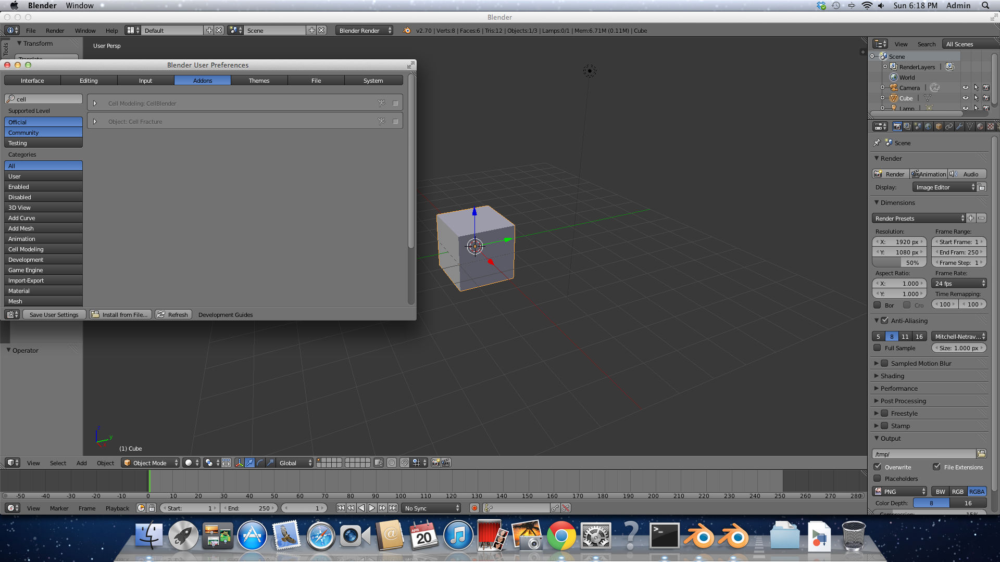 Blender Window Sun 6:18 PM Admin
Blender
File Render Window Help Default Scene Blender Render v2.70 | Verts:8 | Faces:6 | Tris:12 | Objects:1/3 | Lamps:0/1 | Mem:6.71M (0.11M) | Cube
Tools
Transform
Translate
User Persp
Blender User Preferences
Interface Editing Input Addons Themes File System
cell
Supported Level
Official
Community
Testing
Categories
All
User
Enabled
Disabled
3D View
Add Curve
Add Mesh
Animation
Cell Modeling
Development
Game Engine
Import-Export
Material
Mesh
Cell Modeling: CellBlender
Object: Cell Fracture
Save User Settings Install from File... Refresh Development Guides
Operator
z
y
x
(1) Cube
View Select Add Object Object Mode Global
-50 -40 -30 -20 -10 0 10 20 30 40 50 60 70 80 90 100 110 120 130 140 150 160 170 180 190 200 210 220 230 240 250 260 270 280
View Marker Frame Playback Start: 1 End: 250 1 No Sync
View Search All Scenes
Scene
RenderLayers |
World
Camera |
Cube |
Lamp |
Scene
Render
Render Animation Audio
Display: Image Editor
Dimensions
Render Presets
Resolution: Frame Range:
X: 1920 px Start Frame: 1
Y: 1080 px End Fram: 250
50% Frame Step: 1
Aspect Ratio: Frame Rate:
X: 1.000 24 fps
Y: 1.000 Time Remapping:
Bor Cro 100 100
Anti-Aliasing
5 8 11 16 Mitchell-Netrav...
Full Sample Size: 1.000 px
Sampled Motion Blur
Shading
Performance
Post Processing
Freestyle
Stamp
Output
/tmp/
Overwrite File Extensions
Placeholders
PNG BW RGB RGBA
Color Depth: 8 16
Compression: 15%
APR
20